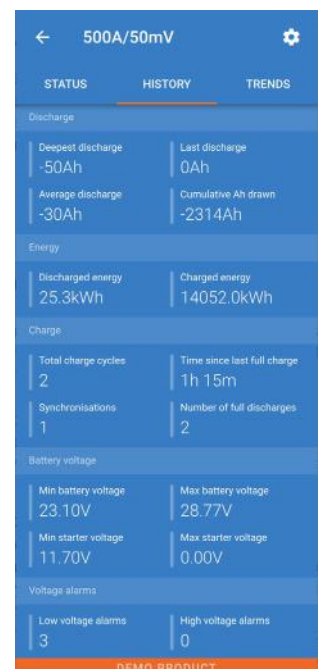 500A/50mV
STATUS HISTORY TRENDS
Discharge
Deepest discharge Last discharge
-50Ah 0Ah
Average discharge Cumulative Ah drawn
-30Ah -2314Ah
Energy
Discharged energy Charged energy
25.3kWh 14052.0kWh
Charge
Total charge cycles Time since last full charge
2 1h 15m
Synchronisations Number of full discharges
1 2
Battery voltage
Min battery voltage Max battery voltage
23.10V 28.77V
Min starter voltage Max starter voltage
11.70V 0.00V
Voltage alarms
Low voltage alarms High voltage alarms
3 0
DEMO PRODUCT